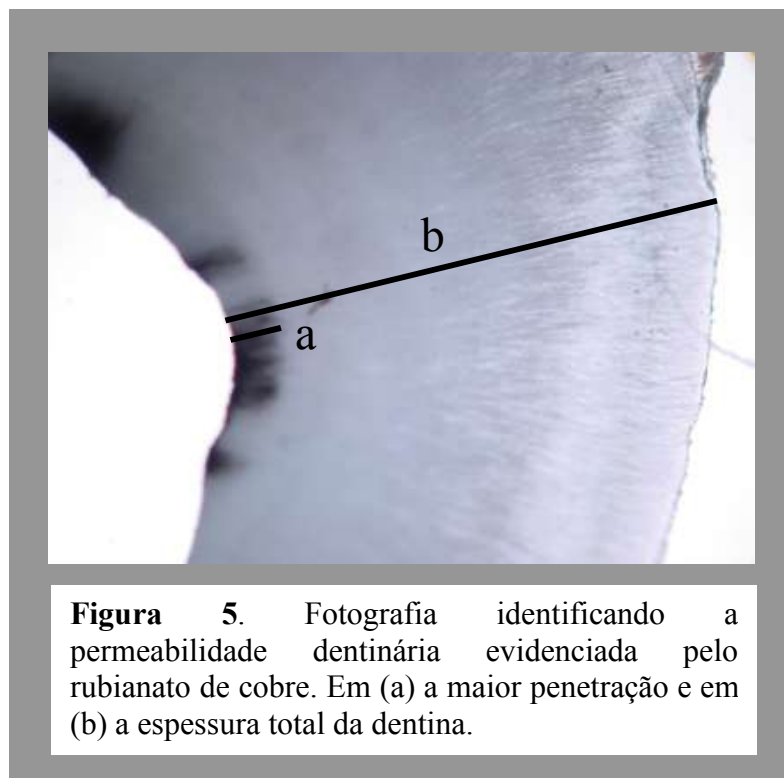 b
a
Figura 5. Fotografia identificando a
permeabilidade dentinária evidenciada pelo
rubianato de cobre. Em (a) a maior penetração e em
(b) a espessura total da dentina.